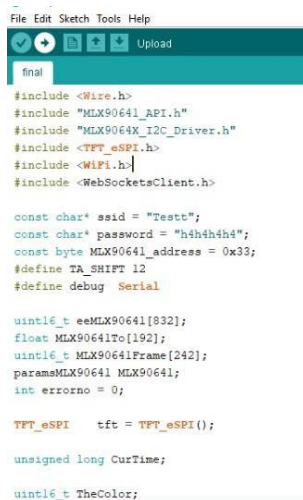 File Edit Sketch Tools Help
Upload
final
#include <Wire.h>
#include "MLX90641_API.h"
#include "MLX9064X_I2C_Driver.h"
#include <TFT_eSPI.h>
#include <WiFi.h>
#include <WebSocketsClient.h>
const char* ssid = "Testt";
const char* password = "h4h4h4h4";
const byte MLX90641_address = 0x33;
#define TA_SHIFT 12
#define debug  Serial
uint16_t eeMLX90641[832];
float MLX90641To[192];
uint16_t MLX90641Frame[242];
paramsMLX90641 MLX90641;
int errorno = 0;
TFT_eSPI    tft = TFT_eSPI();
unsigned long CurTime;
uint16_t TheColor;